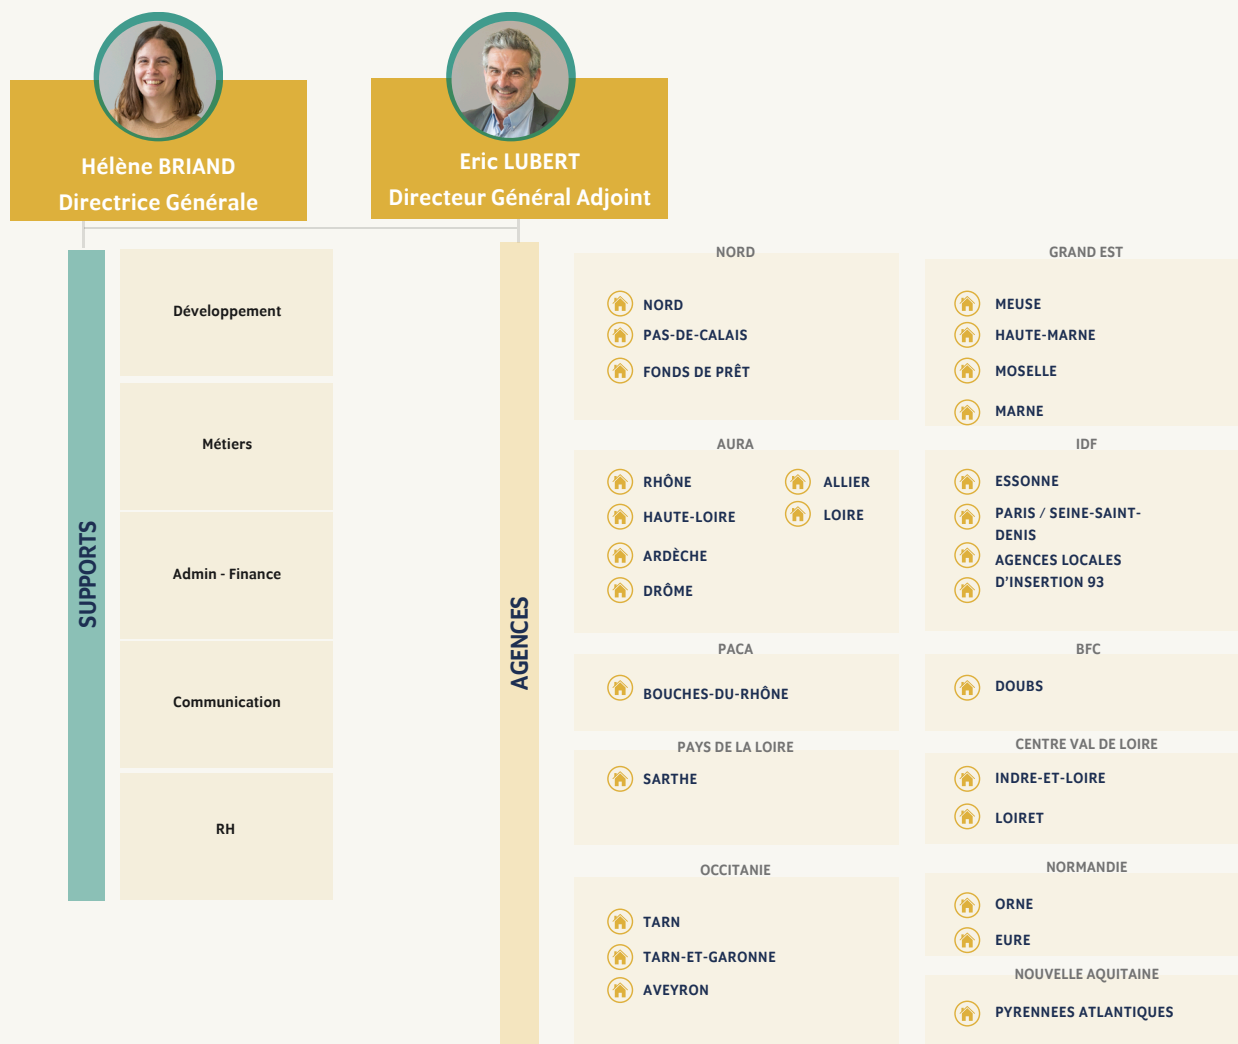 Hélène BRIAND
Directrice Générale
Eric LUBERT
Directeur Général Adjoint
SUPPORTS
Développement
Métiers
Admin - Finance
Communication
RH
AGENCES
NORD
NORD
PAS-DE-CALAIS
FONDS DE PRÊT
GRAND EST
MEUSE
HAUTE-MARNE
MOSELLE
MARNE
AURA
RHÔNE
HAUTE-LOIRE
ARDÈCHE
DRÔME
ALLIER
LOIRE
IDF
ESSONNE
PARIS / SEINE-SAINT-
DENIS
AGENCES LOCALES
D'INSERTION 93
PACA
BOUCHES-DU-RHÔNE
BFC
DOUBS
PAYS DE LA LOIRE
SARTHE
CENTRE VAL DE LOIRE
INDRE-ET-LOIRE
LOIRET
OCCITANIE
TARN
TARN-ET-GARONNE
AVEYRON
NORMANDIE
ORNE
EURE
NOUVELLE AQUITAINE
PYRENNEES ATLANTIQUES